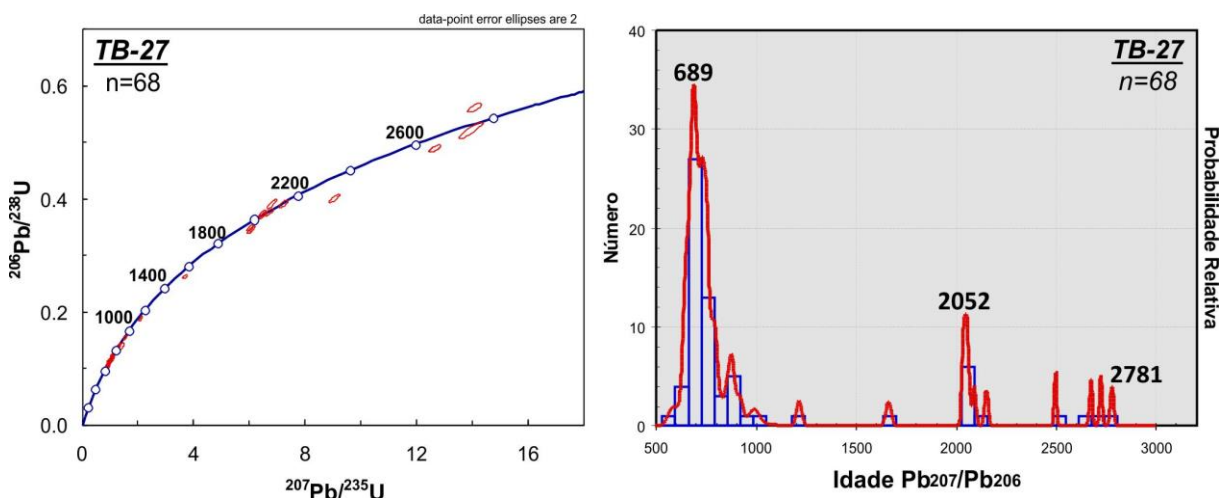 data-point error ellipses are 2
TB-27
n=68
206Pb/238U
0.6
0.4
0.2
0.0
2600
2200
1800
1400
1000
0
4
8
12
16
207Pb/235U
TB-27
n=68
689
2052
2781
Número
40
30
20
10
0
500
1000
1500
2000
2500
3000
Idade Pb207/Pb206
Probabilidade Relativa